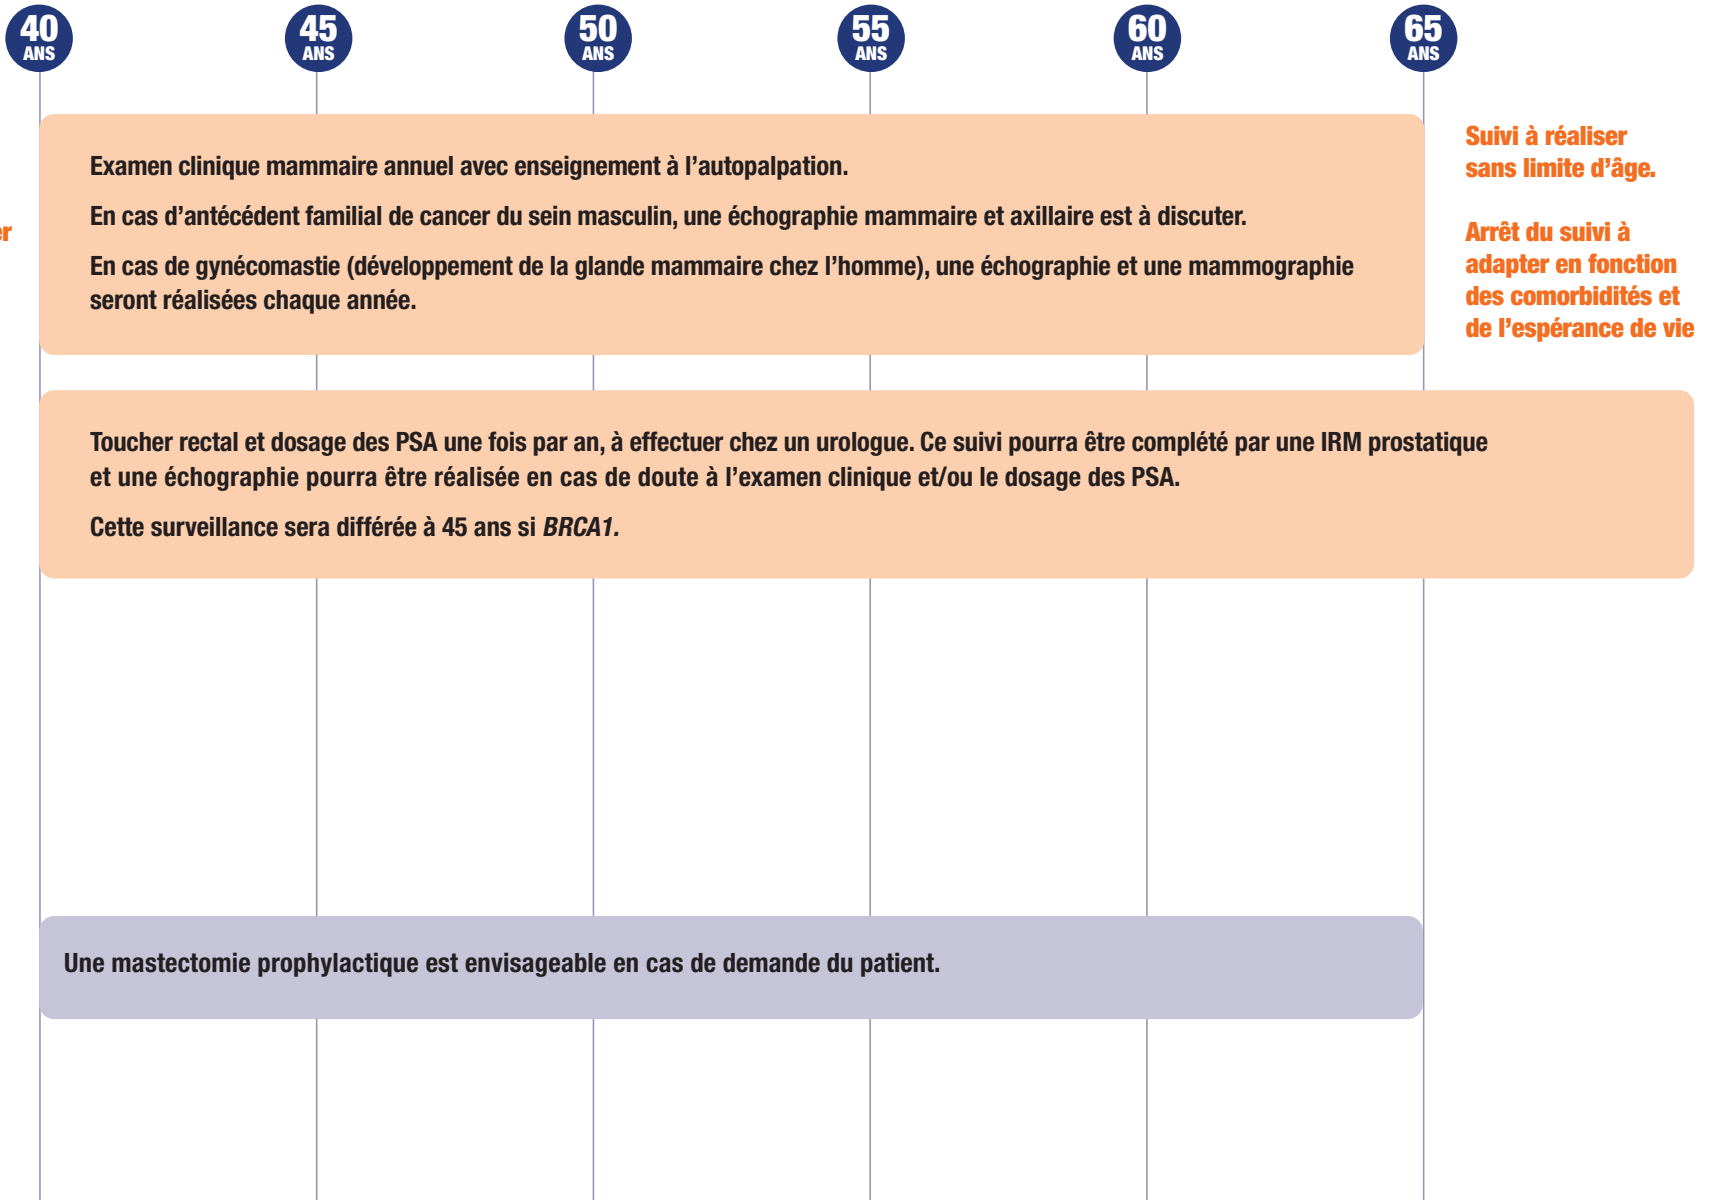 40
ANS
45
ANS
50
ANS
55
ANS
60
ANS
65
ANS
Examen clinique mammaire annuel avec enseignement à l’autopalpation.
En cas d’antécédent familial de cancer du sein masculin, une échographie mammaire et axillaire est à discuter.
En cas de gynécomastie (développement de la glande mammaire chez l’homme), une échographie et une mammographie
seront réalisées chaque année.
Suivi à réaliser
sans limite d’âge.
Arrêt du suivi à
adapter en fonction
des comorbidités et
de l’espérance de vie
Toucher rectal et dosage des PSA une fois par an, à effectuer chez un urologue. Ce suivi pourra être complété par une IRM prostatique
et une échographie pourra être réalisée en cas de doute à l’examen clinique et/ou le dosage des PSA.
Cette surveillance sera différée à 45 ans si BRCA1.
Une mastectomie prophylactique est envisageable en cas de demande du patient.